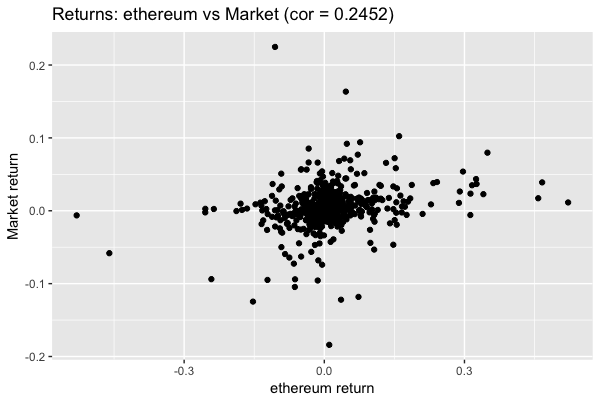 Returns: ethereum vs Market (cor = 0.2452)
Market return
0.2
0.1
0.0
-0.1
-0.2
-0.3
0.0
0.3
ethereum return